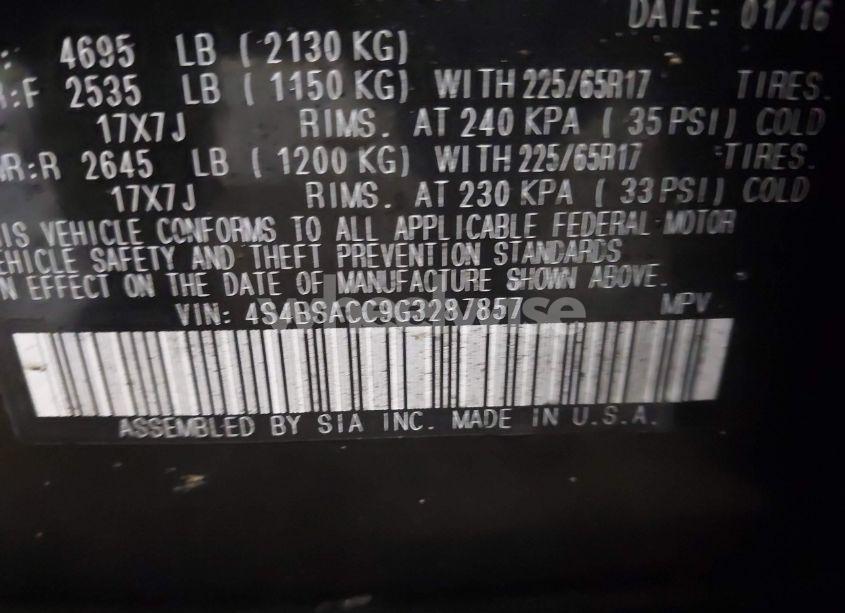 DATE: 01/16
: 4695 LB ( 2130 KG)
R:F 2535 LB ( 1150 KG) WITH 225/65R17 TIRES.
17X7J RIMS. AT 240 KPA ( 35 PSI) COLD
WR:R 2645 LB ( 1200 KG) WITH 225/65R17 TIRES.
17X7J RIMS. AT 230 KPA ( 33 PSI) COLD
IS VEHICLE CONFORMS TO ALL APPLICABLE FEDERAL MOTOR
EHICLE SAFETY AND THEFT PREVENTION STANDARDS
N EFFECT ON THE DATE OF MANUFACTURE SHOWN ABOVE.
VIN: 4S4BSACC9G3287857 MPV
ASSEMBLED BY SIA INC. MADE IN U.S.A.